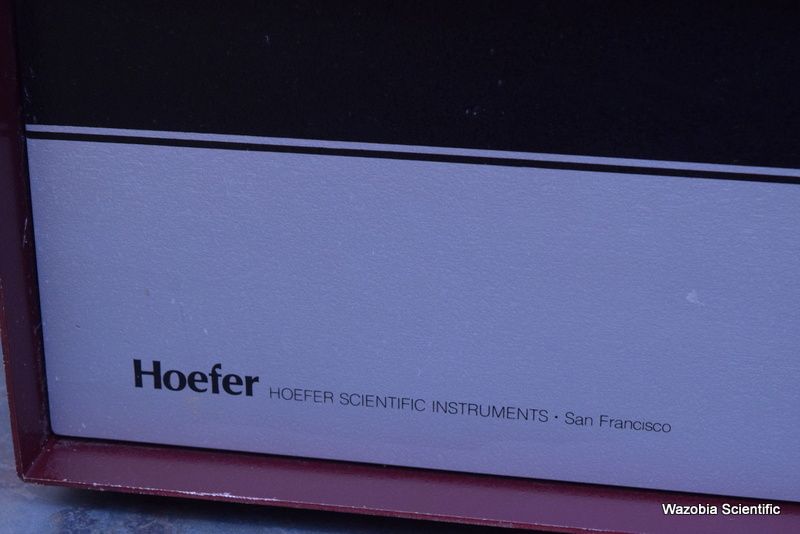 Hoefer HOEFER SCIENTIFIC INSTRUMENTS · San Francisco
Wazobia Scientific